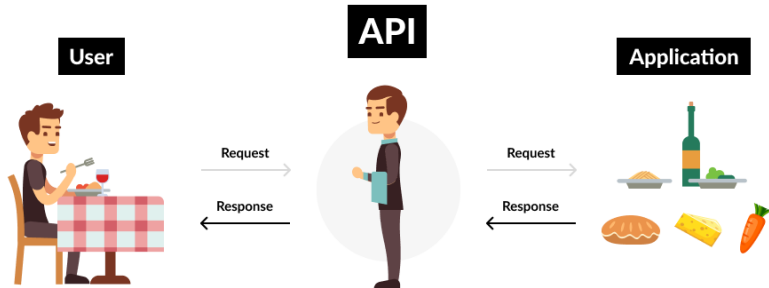 API
User
Application
Request
Request
Response
Response